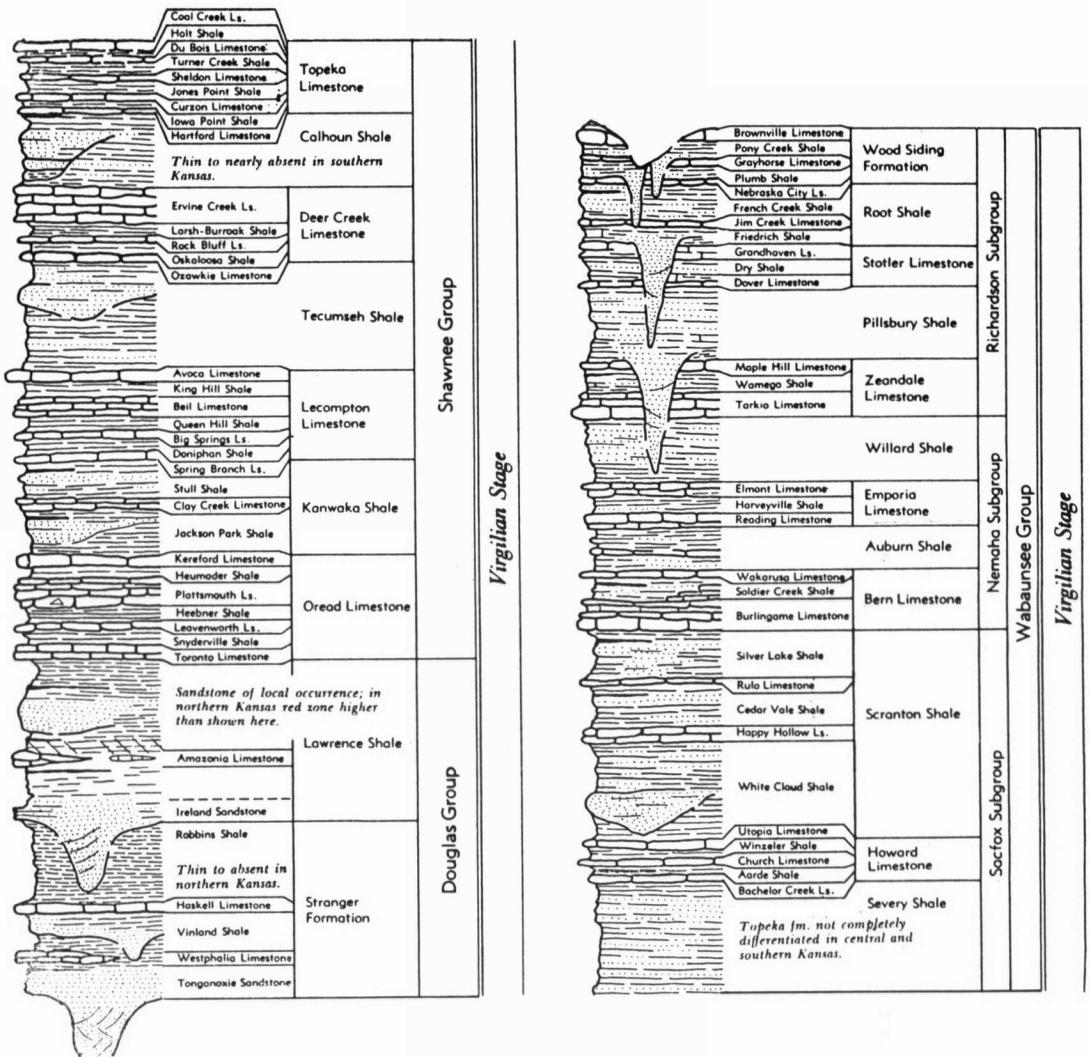 Coal Creek Ls.
Holt Shale
Du Bois Limestone
Turner Creek Shale
Sheldon Limestone
Jones Point Shale
Curzon Limestone
Iowa Point Shale
Hartford Limestone
Topeka
Limestone
Calhoun Shale
Thin to nearly absent in southern
Kansas.
Ervine Creek Ls.
Larsh-Burroak Shale
Rock Bluff Ls.
Oskaloosa Shale
Ozawkie Limestone
Deer Creek
Limestone
Tecumseh Shale
Avoca Limestone
King Hill Shale
Beil Limestone
Queen Hill Shale
Big Springs Ls.
Doniphan Shale
Spring Branch Ls.
Lecompton
Limestone
Stull Shale
Clay Creek Limestone
Jackson Park Shale
Kanwaka Shale
Kereford Limestone
Heumader Shale
Plattsmouth Ls.
Heebner Shale
Leavenworth Ls.
Snyderville Shale
Toronto Limestone
Oread Limestone
Shawnee Group
Sandstone of local occurrence; in
northern Kansas red zone higher
than shown here.
Lawrence Shale
Amazonia Limestone
Ireland Sandstone
Robbins Shale
Thin to absent in
northern Kansas.
Haskell Limestone
Vinland Shale
Westphalia Limestone
Tonganoxie Sandstone
Stranger
Formation
Douglas Group
Virgilian Stage
Brownville Limestone
Pony Creek Shale
Grayhorse Limestone
Plumb Shale
Nebraska City Ls.
Wood Siding
Formation
French Creek Shale
Jim Creek Limestone
Friedrich Shale
Root Shale
Grandhaven Ls.
Dry Shale
Dover Limestone
Stotler Limestone
Pillsbury Shale
Maple Hill Limestone
Wamego Shale
Tarkio Limestone
Zeandale
Limestone
Richardson Subgroup
Willard Shale
Elmont Limestone
Harveyville Shale
Reading Limestone
Emporia
Limestone
Auburn Shale
Wakarusa Limestone
Soldier Creek Shale
Burlingame Limestone
Bern Limestone
Nemaha Subgroup
Silver Lake Shale
Rulo Limestone
Cedar Vale Shale
Happy Hollow Ls.
White Cloud Shale
Scranton Shale
Utopia Limestone
Winzeler Shale
Church Limestone
Aarde Shale
Bachelor Creek Ls.
Howard
Limestone
Severy Shale
Topeka fm. not completely
differentiated in central and
southern Kansas.
Sacfox Subgroup
Wabaunsee Group
Virgilian Stage